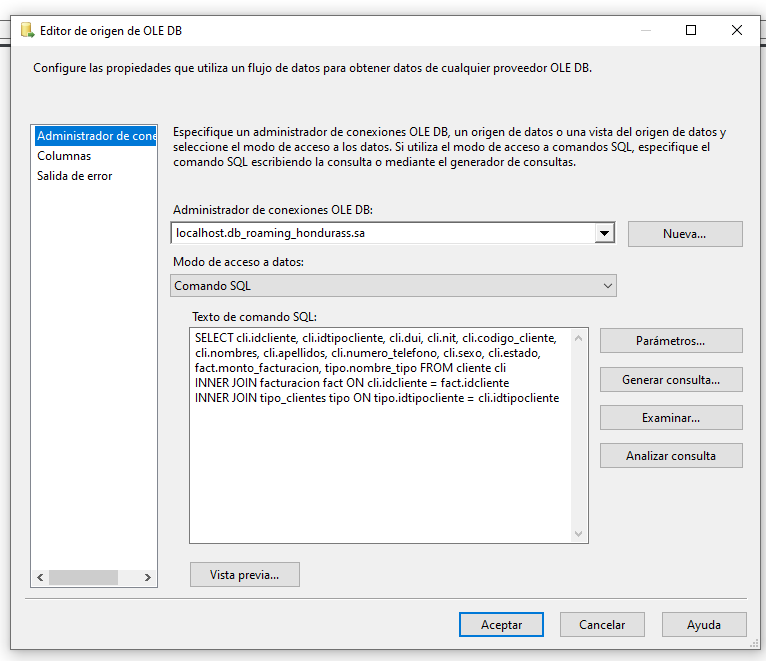 Editor de origen de OLE DB
Configure las propiedades que utiliza un flujo de datos para obtener datos de cualquier proveedor OLE DB.
Administrador de cone
Columnas
Salida de error
Especifique un administrador de conexiones OLE DB, un origen de datos o una vista del origen de datos y
seleccione el modo de acceso a los datos. Si utiliza el modo de acceso a comandos SQL, especifique el
comando SQL escribiendo la consulta o mediante el generador de consultas.
Administrador de conexiones OLE DB:
localhost.db_roaming_hondurass.sa
Nueva...
Modo de acceso a datos:
Comando SQL
Texto de comando SQL:
SELECT cli.idcliente, cli.idtipocliente, cli.dui, cli.nit, cli.codigo_cliente,
cli.nombres, cli.apellidos, cli.numero_telefono, cli.sexo, cli.estado,
fact.monto_facturacion, tipo.nombre_tipo FROM cliente cli
INNER JOIN facturacion fact ON cli.idcliente = fact.idcliente
INNER JOIN tipo_clientes tipo ON tipo.idtipocliente = cli.idtipocliente
Parámetros...
Generar consulta...
Examinar...
Analizar consulta
Vista previa...
Aceptar
Cancelar
Ayuda